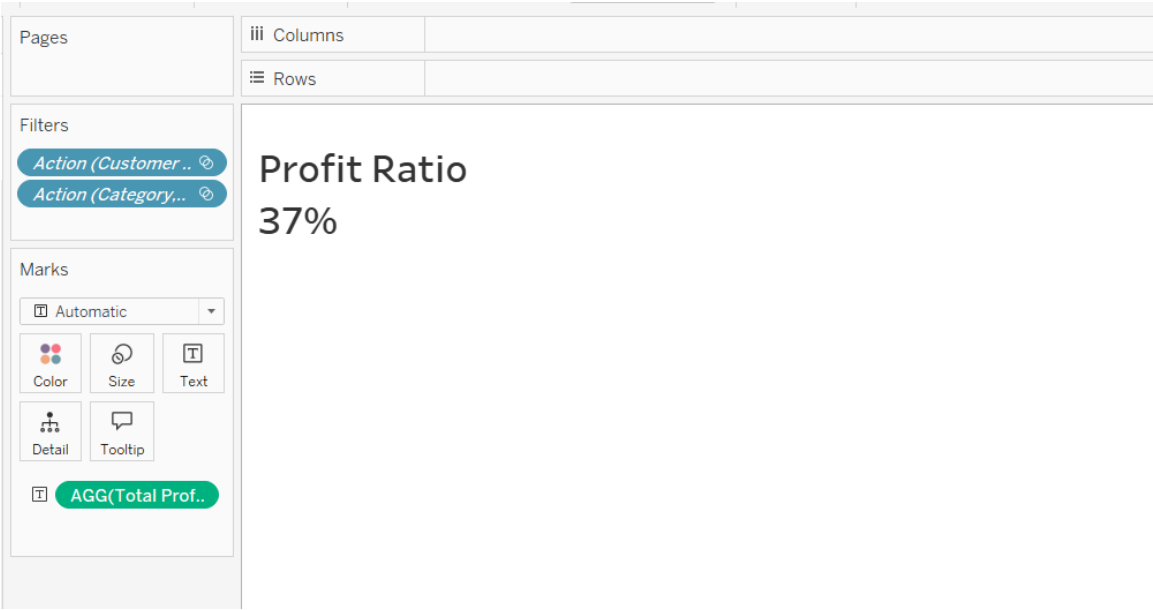 Pages
Columns
Rows
Filters
Action (Customer ..
Action (Category,..
Profit Ratio
37%
Marks
Automatic
Color
Size
Text
Detail
Tooltip
AGG(Total Prof..